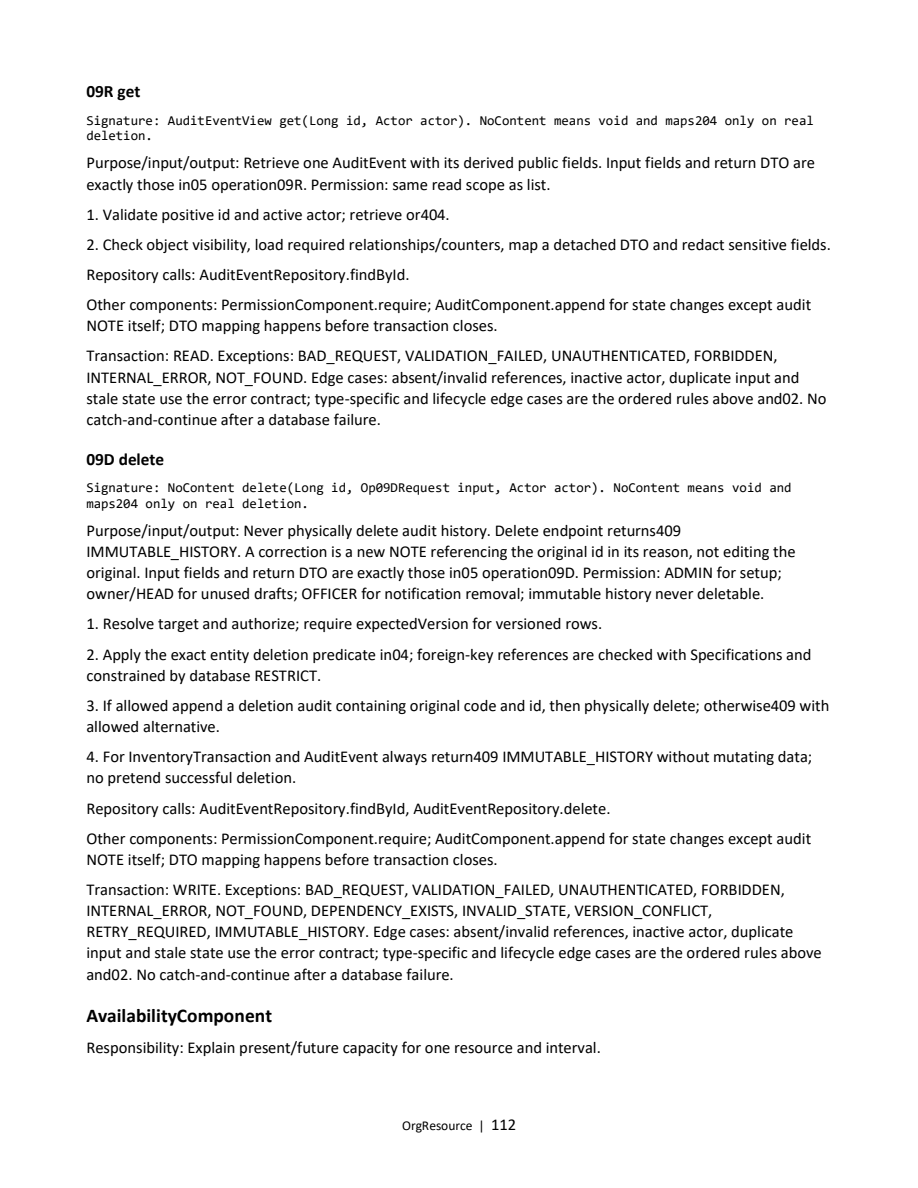 09R get
Signature: AuditEventView get(Long id, Actor actor). NoContent means void and maps204 only on real
deletion.
Purpose/input/output: Retrieve one AuditEvent with its derived public fields. Input fields and return DTO are
exactly those in05 operation09R. Permission: same read scope as list.
1. Validate positive id and active actor; retrieve or404.
2. Check object visibility, load required relationships/counters, map a detached DTO and redact sensitive fields.
Repository calls: AuditEventRepository.findById.
Other components: PermissionComponent.require; AuditComponent.append for state changes except audit
NOTE itself; DTO mapping happens before transaction closes.
Transaction: READ. Exceptions: BAD_REQUEST, VALIDATION_FAILED, UNAUTHENTICATED, FORBIDDEN,
INTERNAL_ERROR, NOT_FOUND. Edge cases: absent/invalid references, inactive actor, duplicate input and
stale state use the error contract; type-specific and lifecycle edge cases are the ordered rules above and02. No
catch-and-continue after a database failure.
09D delete
Signature: NoContent delete(Long id, Op09DRequest input, Actor actor). NoContent means void and
maps204 only on real deletion.
Purpose/input/output: Never physically delete audit history. Delete endpoint returns409
IMMUTABLE_HISTORY. A correction is a new NOTE referencing the original id in its reason, not editing the
original. Input fields and return DTO are exactly those in05 operation09D. Permission: ADMIN for setup;
owner/HEAD for unused drafts; OFFICER for notification removal; immutable history never deletable.
1. Resolve target and authorize; require expectedVersion for versioned rows.
2. Apply the exact entity deletion predicate in04; foreign-key references are checked with Specifications and
constrained by database RESTRICT.
3. If allowed append a deletion audit containing original code and id, then physically delete; otherwise409 with
allowed alternative.
4. For InventoryTransaction and AuditEvent always return409 IMMUTABLE_HISTORY without mutating data;
no pretend successful deletion.
Repository calls: AuditEventRepository.findById, AuditEventRepository.delete.
Other components: PermissionComponent.require; AuditComponent.append for state changes except audit
NOTE itself; DTO mapping happens before transaction closes.
Transaction: WRITE. Exceptions: BAD_REQUEST, VALIDATION_FAILED, UNAUTHENTICATED, FORBIDDEN,
INTERNAL_ERROR, NOT_FOUND, DEPENDENCY_EXISTS, INVALID_STATE, VERSION_CONFLICT,
RETRY_REQUIRED, IMMUTABLE_HISTORY. Edge cases: absent/invalid references, inactive actor, duplicate
input and stale state use the error contract; type-specific and lifecycle edge cases are the ordered rules above
and02. No catch-and-continue after a database failure.
AvailabilityComponent
Responsibility: Explain present/future capacity for one resource and interval.
OrgResource | 112